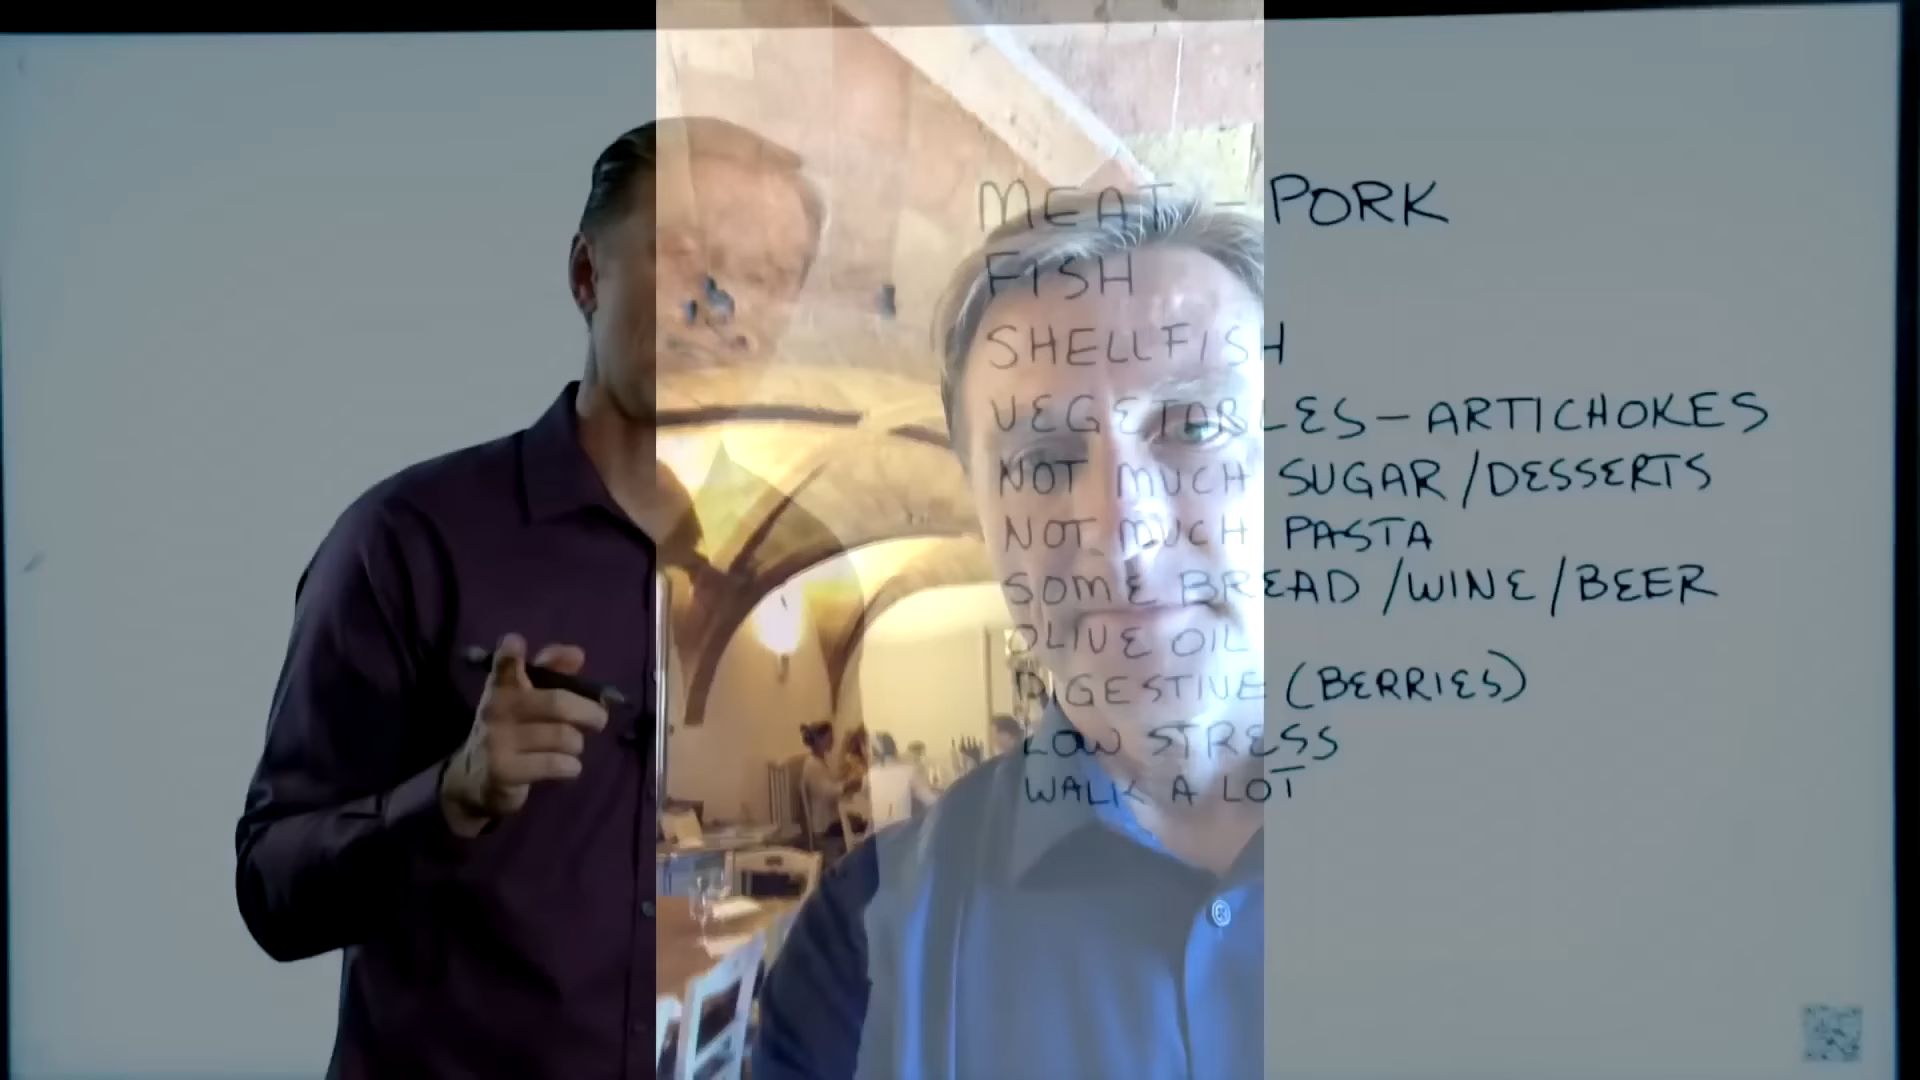 MEAT - PORK
FISH
SHELLFISH
VEGETABLES - ARTICHOKES
NOT MUCH SUGAR / DESSERTS
NOT MUCH PASTA
SOME BREAD / WINE / BEER
OLIVE OIL
DIGESTIVE (BERRIES)
LOW STRESS
WALK A LOT